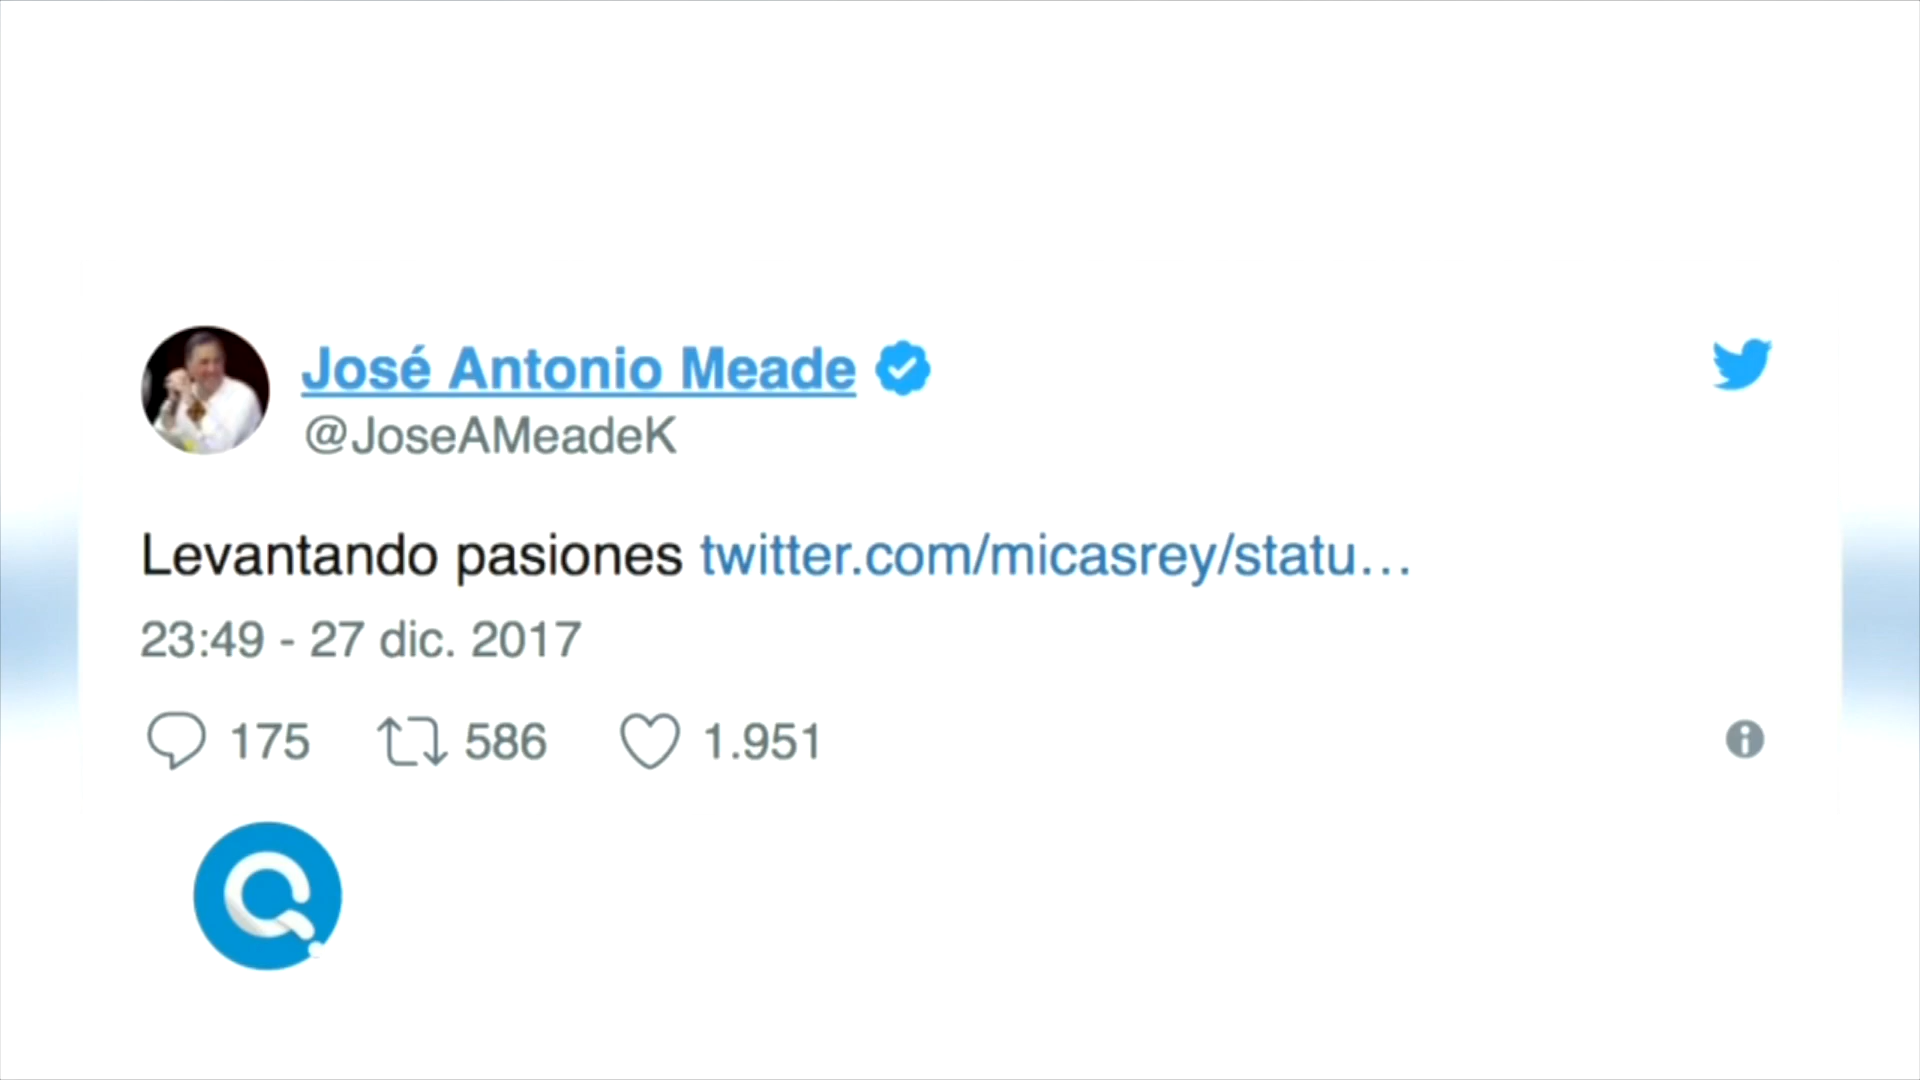 José Antonio Meade
@JoseAMeadeK
Levantando pasiones twitter.com/micasrey/statu…
23:49 - 27 dic. 2017
175 586 1.951